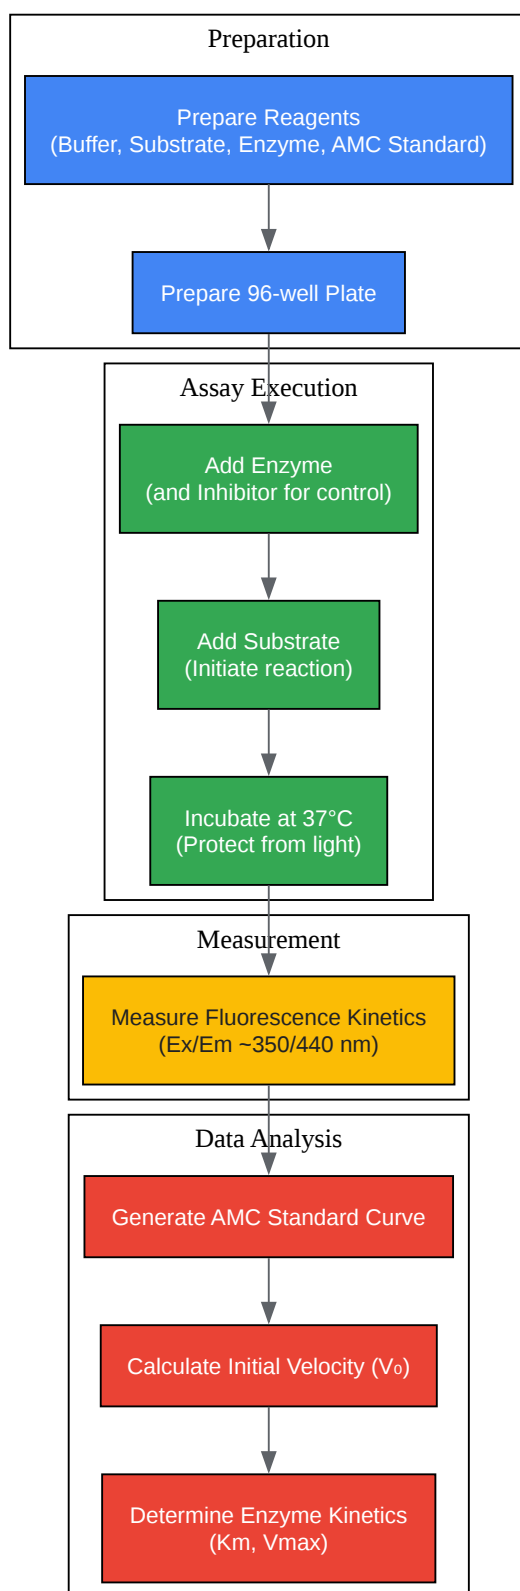 Preparation
Prepare Reagents
(Buffer, Substrate, Enzyme, AMC Standard)
Prepare 96-well Plate
Assay Execution
Add Enzyme
(and Inhibitor for control)
Add Substrate
(Initiate reaction)
Incubate at 37°C
(Protect from light)
Measurement
Measure Fluorescence Kinetics
(Ex/Em ~350/440 nm)
Data Analysis
Generate AMC Standard Curve
Calculate Initial Velocity (V₀)
Determine Enzyme Kinetics
(Km, Vmax)